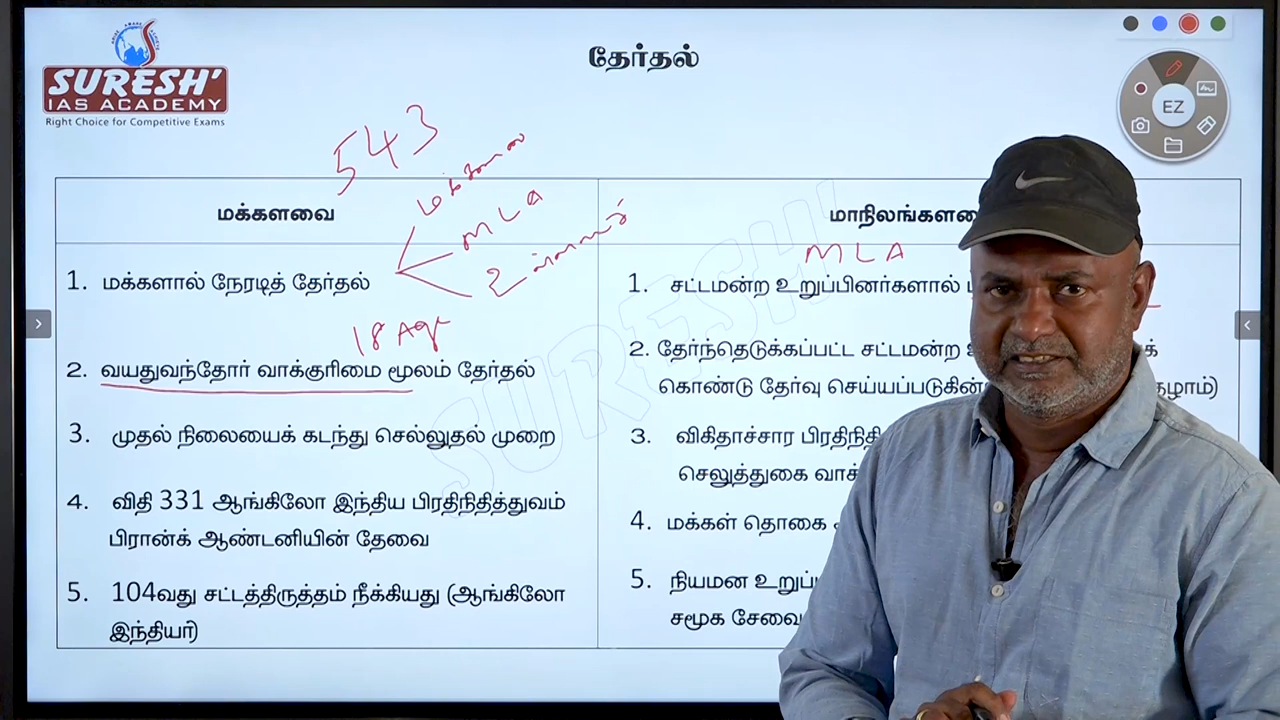 SURESH'
IAS ACADEMY
Right Choice for Competitive Exams
தேர்தல்
EZ
543
மக்களவை
மக்களவை
MLA
மாநிலங்களவை
MLA
1. மக்களால் நேரடித் தேர்தல்
1. சட்டமன்ற உறுப்பினர்களால்
18 Age
2. வயதுவந்தோர் வாக்குரிமை மூலம் தேர்தல்
2. தேர்ந்தெடுக்கப்பட்ட சட்டமன்ற
கொண்டு தேர்வு செய்யப்படுகின்
3. முதல் நிலையைக் கடந்து செல்லுதல் முறை
3. விகிதாச்சார
செலுத்துகை
4. விதி 331 ஆங்கிலோ இந்திய பிரதிநிதித்துவம்
பிரான்க் ஆண்டனியின் தேவை
4. மக்கள் தொகை
5. 104வது சட்டத்திருத்தம் நீக்கியது (ஆங்கிலோ
இந்தியர்)
5. நியமன
சமூக சேவை
SURESH'